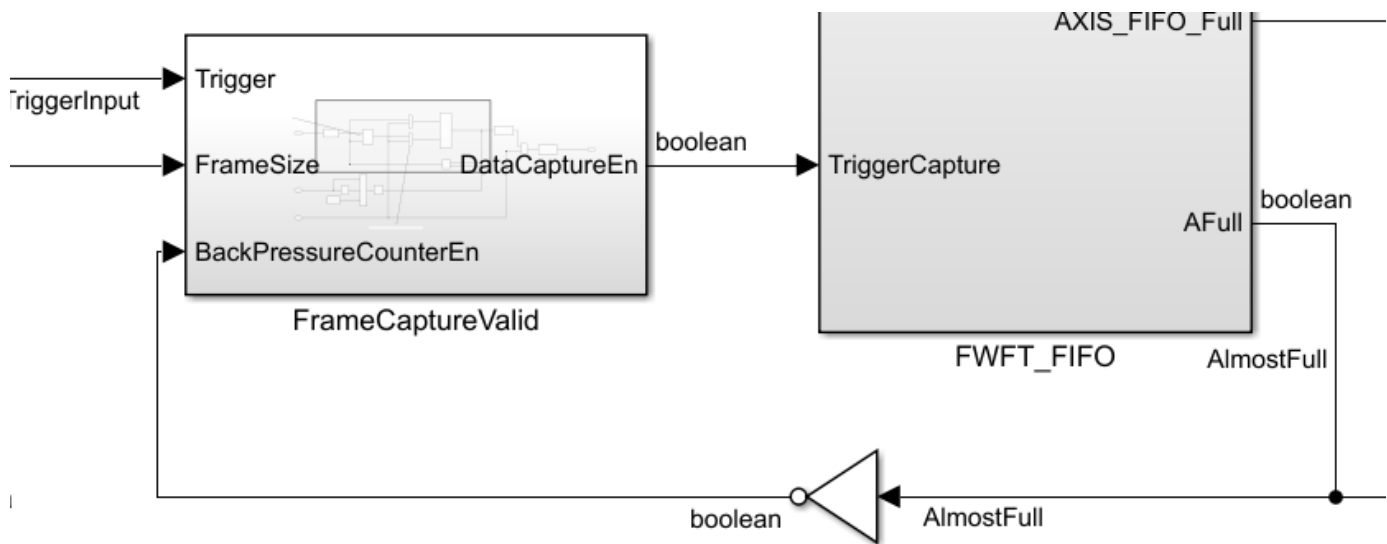 AXIS_FIFO_Full
Trigger
TriggerInput
boolean
FrameSize
DataCaptureEn
TriggerCapture
boolean
AFull
BackPressureCounterEn
FrameCaptureValid
FWFT_FIFO
AlmostFull
boolean
AlmostFull